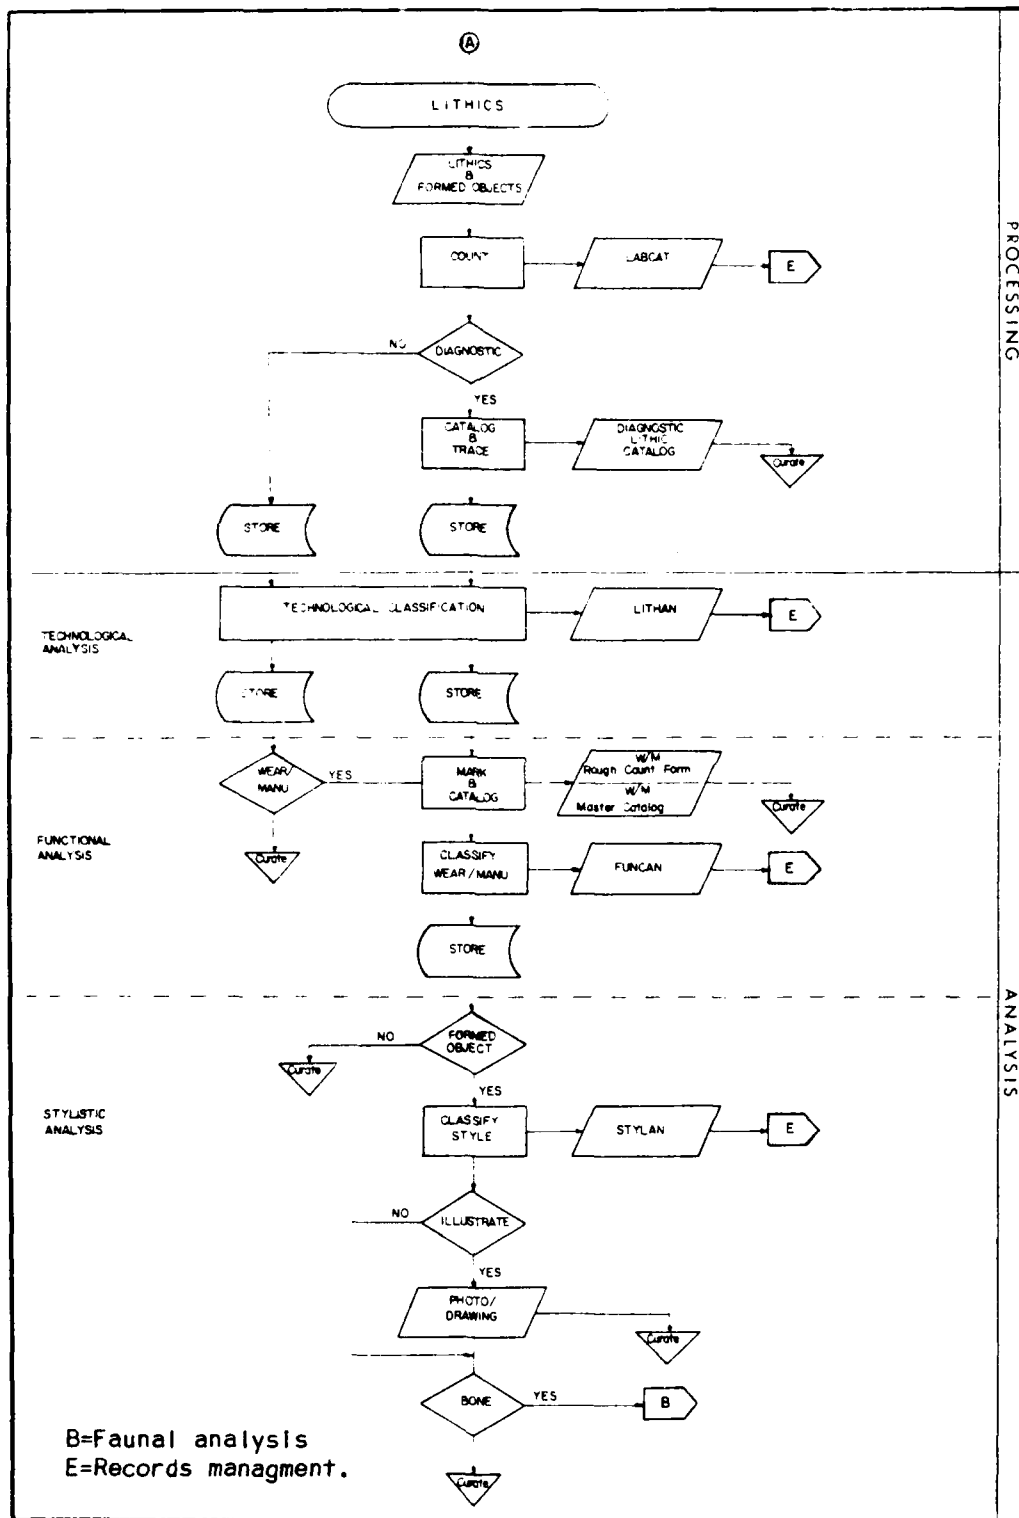 A
LITHICS
LITHICS
&
FORMED OBJECTS
COUNT
LABCAT
E
PROCESSING
NO
DIAGNOSTIC
YES
CATALOG
&
TRACE
DIAGNOSTIC
LITHIC
CATALOG
Curate
STORE
STORE
TECHNOLOGICAL CLASSIFICATION
LITHAN
E
TECHNOLOGICAL
ANALYSIS
STORE
STORE
WEAR/
MANU
YES
MARK
&
CATALOG
W/M
Rough Count Form
W/M
Master Catalog
Curate
FUNCTIONAL
ANALYSIS
Curate
CLASSIFY
WEAR/MANU
FUNCAN
E
STORE
ANALYSIS
NO
FORMED
OBJECT
Curate
YES
STYLISTIC
ANALYSIS
CLASSIFY
STYLE
STYLAN
E
NO
ILLUSTRATE
YES
PHOTO/
DRAWING
Curate
BONE
YES
B
B=Faunal analysis
E=Records managment.
Curate